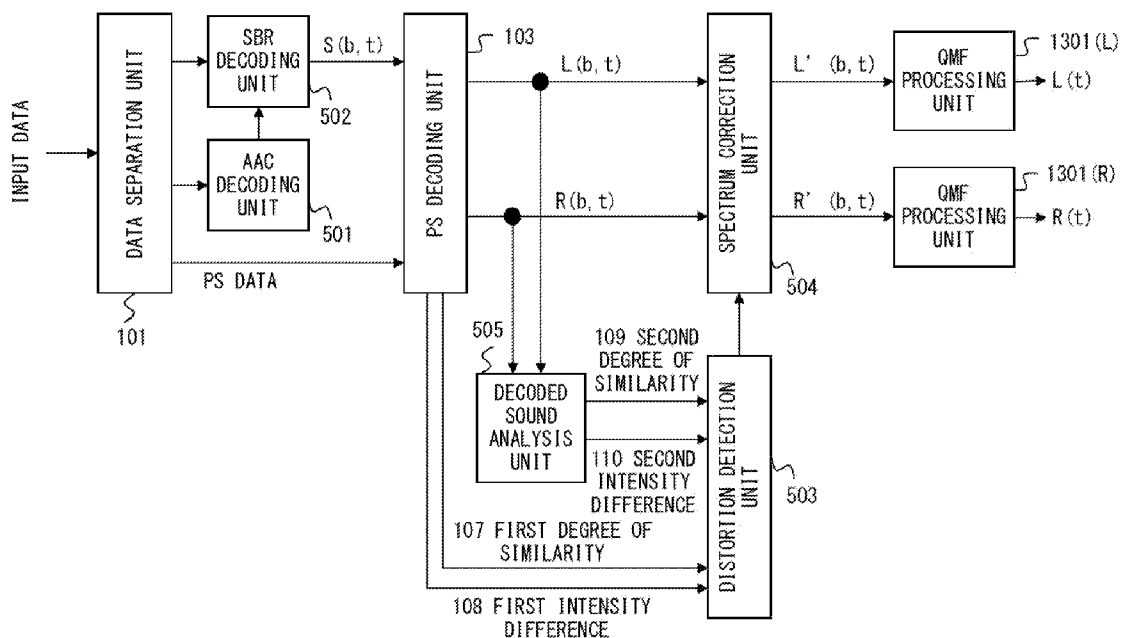 INPUT DATA
DATA SEPARATION UNIT
101
SBR
DECODING
UNIT
502
AAC
DECODING
UNIT
501
S(b, t)
PS DATA
PS DECODING UNIT
103
L(b, t)
R(b, t)
505
DECODED
SOUND
ANALYSIS
UNIT
109 SECOND
DEGREE OF
SIMILARITY
110 SECOND
INTENSITY
DIFFERENCE
107 FIRST DEGREE OF
SIMILARITY
108 FIRST INTENSITY
DIFFERENCE
SPECTRUM CORRECTION
UNIT
504
DISTORTION DETECTION
UNIT
503
L' (b, t)
R' (b, t)
QMF
PROCESSING
UNIT
1301(L)
L(t)
QMF
PROCESSING
UNIT
1301(R)
R(t)